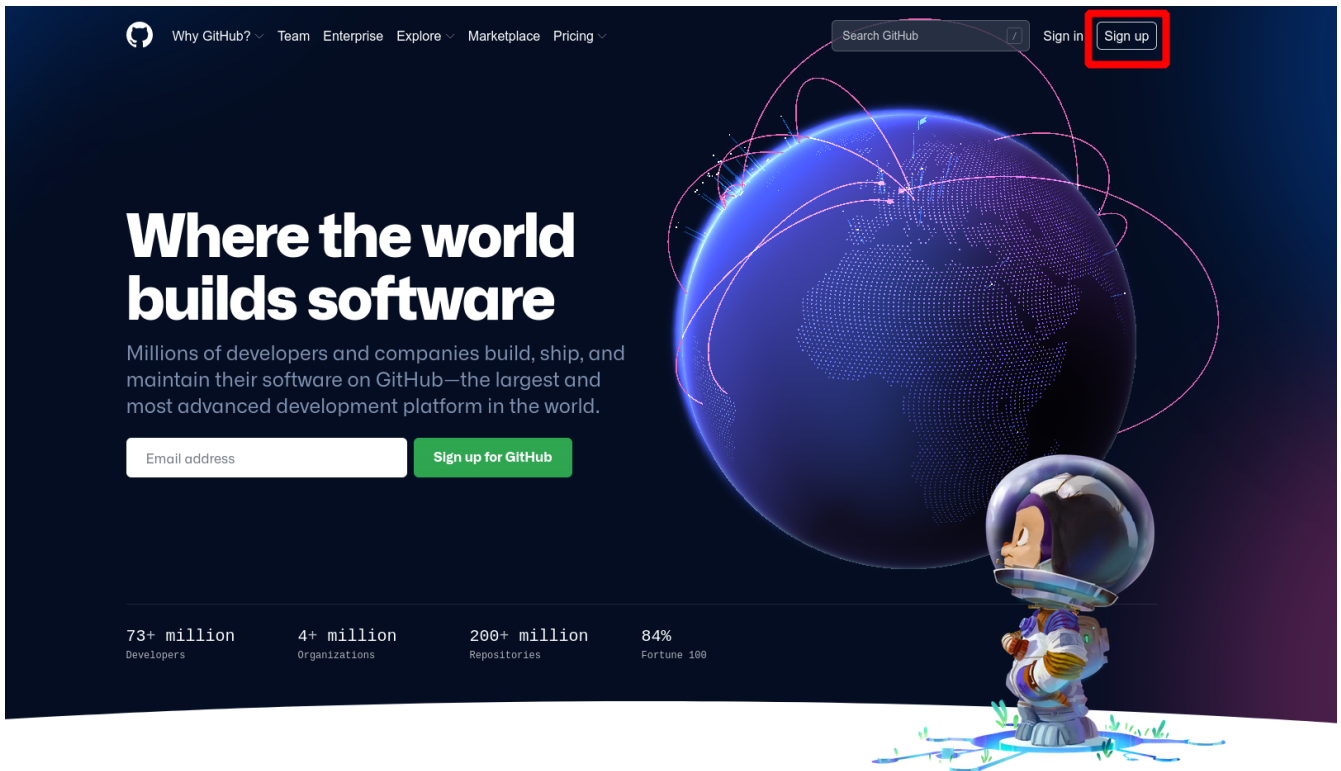 Why GitHub? Team Enterprise Explore Marketplace Pricing Search GitHub / Sign in Sign up
Where the world
builds software
Millions of developers and companies build, ship, and
maintain their software on GitHub—the largest and
most advanced development platform in the world.
Email address Sign up for GitHub
73+ million 4+ million 200+ million 84%
Developers Organizations Repositories Fortune 100